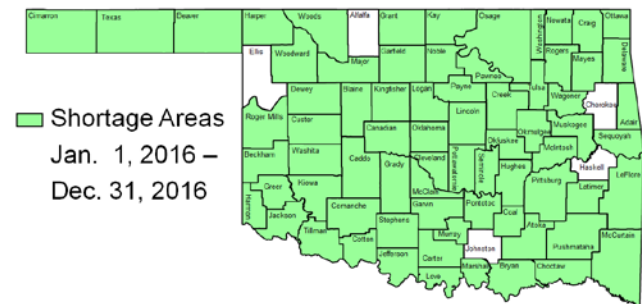 Cimarron
Texas
Beaver
Harper
Woods
Alfalfa
Grant
Kay
Osage
Washington
Nowata
Craig
Ottawa
Ellis
Woodward
Major
Garfield
Noble
Pawnee
Rogers
Mayes
Delaware
Dewey
Blaine
Kingfisher
Logan
Payne
Creek
Tulsa
Wagoner
Cherokee
Adair
Roger Mills
Custer
Canadian
Oklahoma
Lincoln
Okfuskee
Okmulgee
Muskogee
Sequoyah
Shortage Areas
Jan. 1, 2016 –
Dec. 31, 2016
Beckham
Washita
Caddo
Grady
Cleveland
Pottawatomie
Seminole
Hughes
McIntosh
Haskell
LeFlore
Greer
Kiowa
McClain
Pittsburg
Latimer
Harmon
Jackson
Comanche
Garvin
Pontotoc
Coal
Tillman
Cotton
Stephens
Murray
Johnston
Atoka
Pushmataha
McCurtain
Jefferson
Carter
Love
Marshall
Bryan
Choctaw